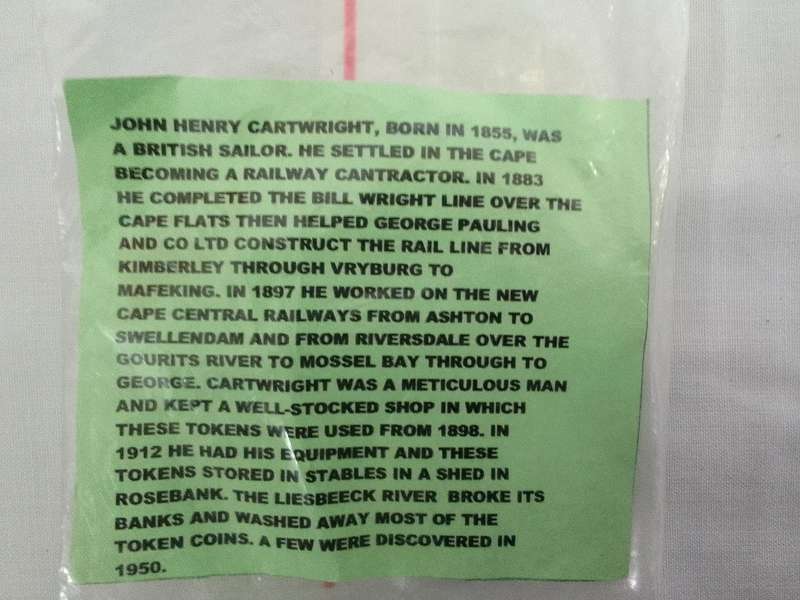 JOHN HENRY CARTWRIGHT, BORN IN 1855, WAS
A BRITISH SAILOR. HE SETTLED IN THE CAPE
BECOMING A RAILWAY CANTRACTOR. IN 1883
HE COMPLETED THE BILL WRIGHT LINE OVER THE
CAPE FLATS THEN HELPED GEORGE PAULING
AND CO LTD CONSTRUCT THE RAIL LINE FROM
KIMBERLEY THROUGH VRYBURG TO
MAFEKING. IN 1897 HE WORKED ON THE NEW
CAPE CENTRAL RAILWAYS FROM ASHTON TO
SWELLENDAM AND FROM RIVERSDALE OVER THE
GOURITS RIVER TO MOSSEL BAY THROUGH TO
GEORGE. CARTWRIGHT WAS A METICULOUS MAN
AND KEPT A WELL-STOCKED SHOP IN WHICH
THESE TOKENS WERE USED FROM 1898. IN
1912 HE HAD HIS EQUIPMENT AND THESE
TOKENS STORED IN STABLES IN A SHED IN
ROSEBANK. THE LIESBEECK RIVER BROKE ITS
BANKS AND WASHED AWAY MOST OF THE
TOKEN COINS. A FEW WERE DISCOVERED IN
1950.